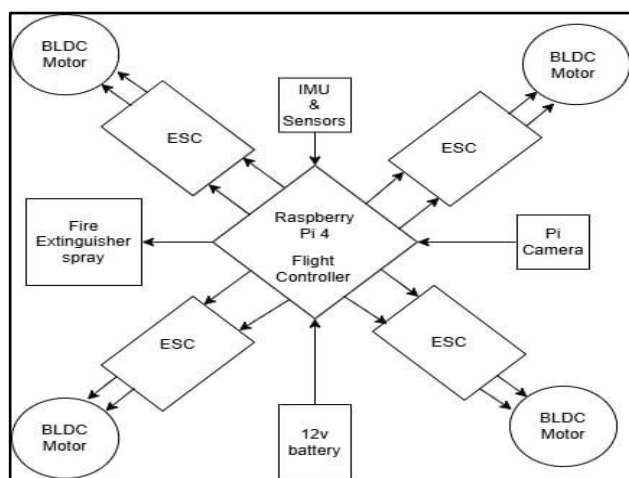 BLDC
Motor
BLDC
Motor
IMU
&
Sensors
ESC
ESC
Fire
Extinguisher
spray
Raspberry
Pi 4
Flight
Controller
Pi
Camera
ESC
ESC
BLDC
Motor
12v
battery
BLDC
Motor